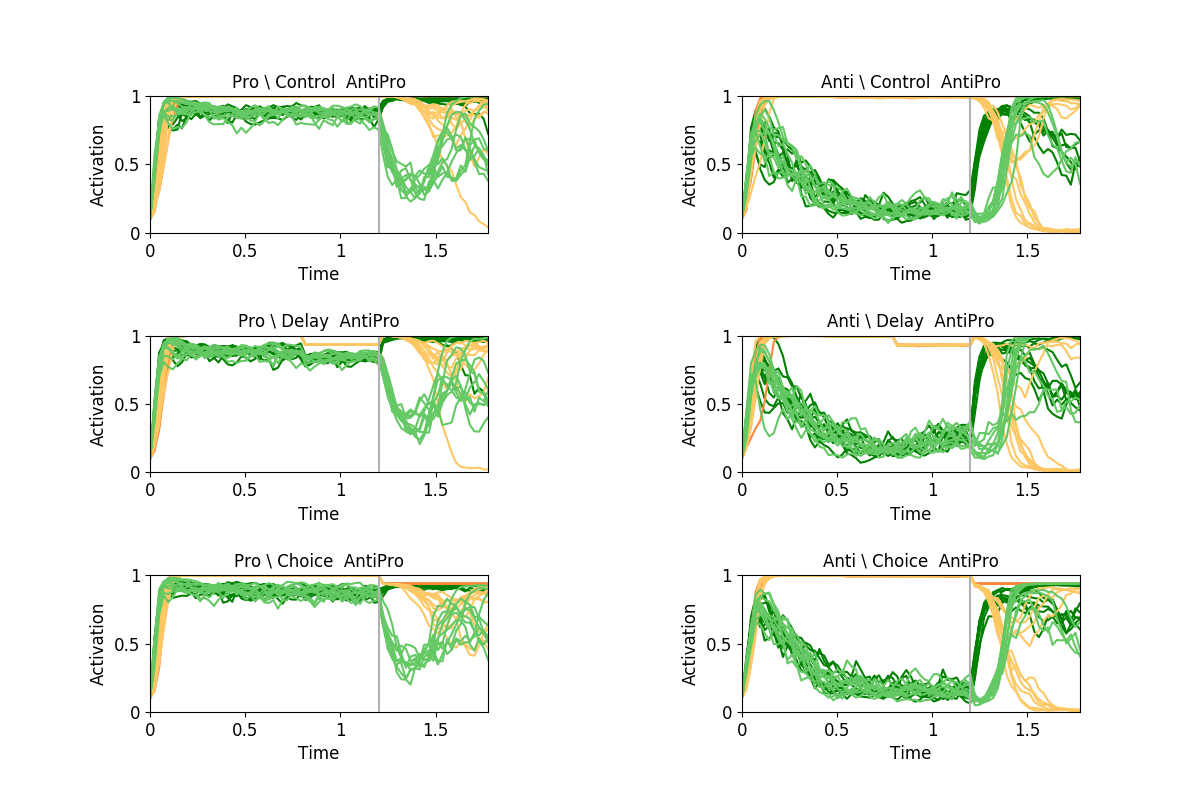 Pro \ Control  AntiPro
Activation
1
0.5
0
0
0.5
1
1.5
Time
Anti \ Control  AntiPro
Activation
1
0.5
0
0
0.5
1
1.5
Time
Pro \ Delay  AntiPro
Activation
1
0.5
0
0
0.5
1
1.5
Time
Anti \ Delay  AntiPro
Activation
1
0.5
0
0
0.5
1
1.5
Time
Pro \ Choice  AntiPro
Activation
1
0.5
0
0
0.5
1
1.5
Time
Anti \ Choice  AntiPro
Activation
1
0.5
0
0
0.5
1
1.5
Time